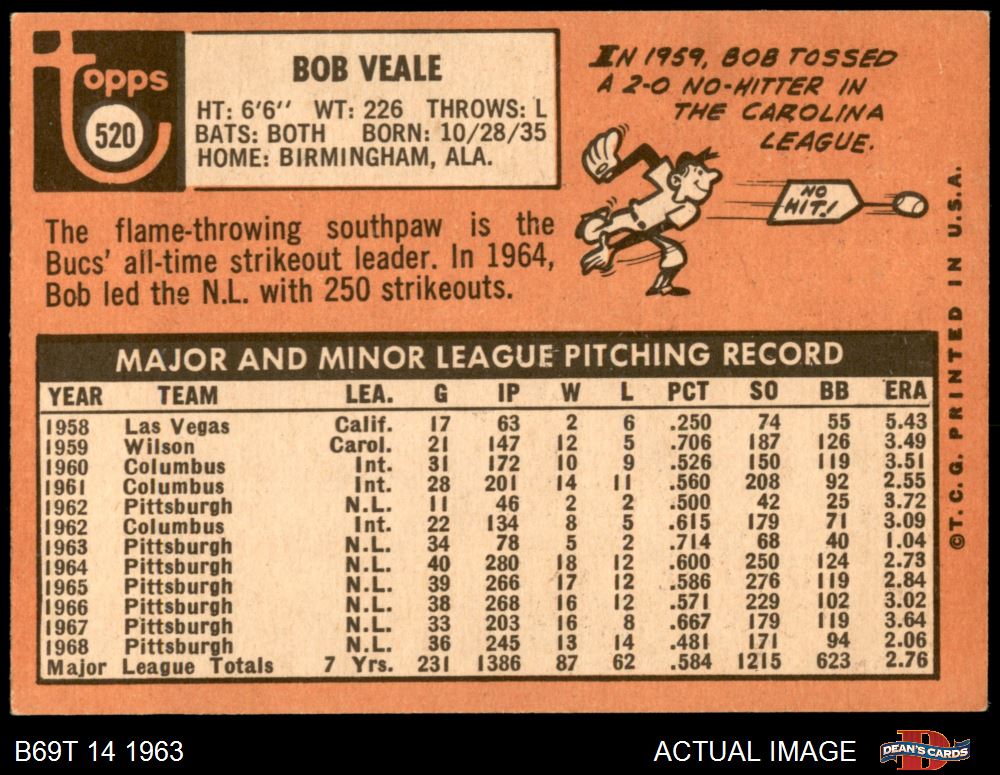 topps
520
BOB VEALE
HT: 6'6'' WT: 226 THROWS: L
BATS: BOTH BORN: 10/28/35
HOME: BIRMINGHAM, ALA.
IN 1959, BOB TOSSED
A 2-0 NO-HITTER IN
THE CAROLINA
LEAGUE.
NO
HIT!
The flame-throwing southpaw is the
Bucs' all-time strikeout leader. In 1964,
Bob led the N.L. with 250 strikeouts.
MAJOR AND MINOR LEAGUE PITCHING RECORD
YEAR TEAM LEA. G IP W L PCT SO BB ERA
1958 Las Vegas Calif. 17 63 2 6 .250 74 55 5.43
1959 Wilson Carol. 21 147 12 5 .706 187 126 3.49
1960 Columbus Int. 31 172 10 9 .526 150 119 3.51
1961 Columbus Int. 28 201 14 11 .560 208 92 2.55
1962 Pittsburgh N.L. 11 46 2 2 .500 42 25 3.72
1962 Columbus Int. 22 134 8 5 .615 179 71 3.09
1963 Pittsburgh N.L. 34 78 5 2 .714 68 40 1.04
1964 Pittsburgh N.L. 40 280 18 12 .600 250 124 2.73
1965 Pittsburgh N.L. 39 266 17 12 .586 276 119 2.84
1966 Pittsburgh N.L. 38 268 16 12 .571 229 102 3.02
1967 Pittsburgh N.L. 33 203 16 8 .667 179 119 3.64
1968 Pittsburgh N.L. 36 245 13 14 .481 171 94 2.06
Major League Totals 7 Yrs. 231 1386 87 62 .584 1215 623 2.76
©T.C.G. PRINTED IN U.S.A.
B69T 14 1963
ACTUAL IMAGE
D
DEAN'S CARDS